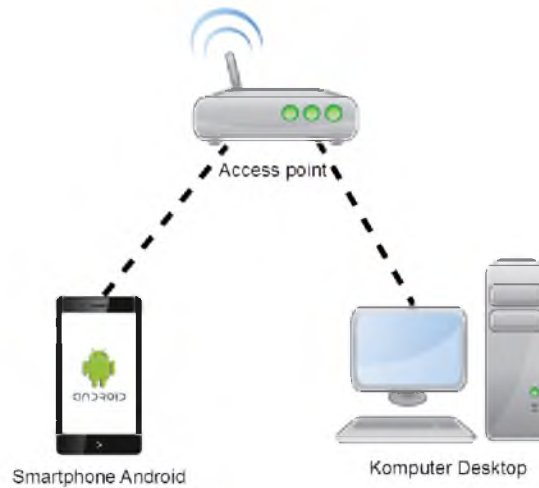 Access point
ANDROID
Smartphone Android
Komputer Desktop